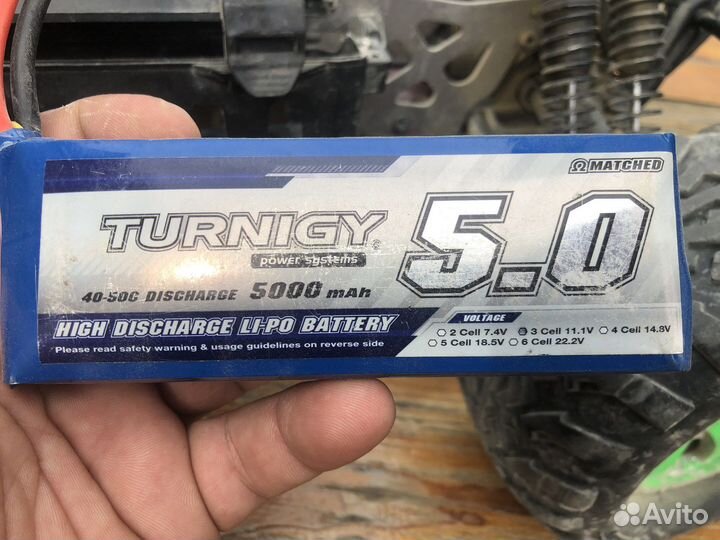 Ω MATCHED
TURNIGY®
power systems
5.0
40-50C DISCHARGE 5000 mAh
HIGH DISCHARGE LI-PO BATTERY
Please read safety warning & usage guidelines on reverse side
VOLTAGE
2 Cell 7.4V 3 Cell 11.1V 4 Cell 14.8V
5 Cell 18.5V 6 Cell 22.2V
Avito